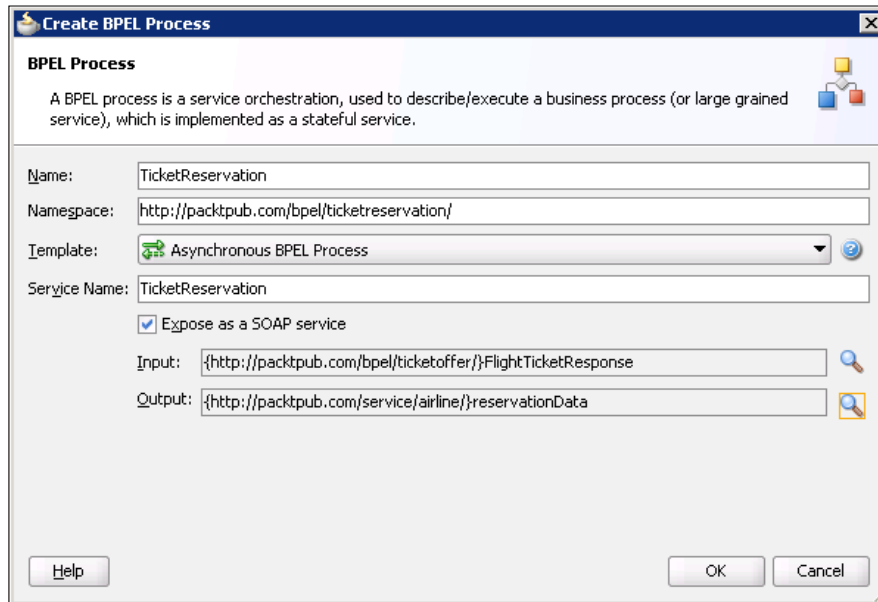 Create BPEL Process
BPEL Process
A BPEL process is a service orchestration, used to describe/execute a business process (or large grained
service), which is implemented as a stateful service.
Name: TicketReservation
Namespace: http://packtpub.com/bpel/ticketreservation/
Template: Asynchronous BPEL Process
Service Name: TicketReservation
Expose as a SOAP service
Input: {http://packtpub.com/bpel/ticketoffer/}FlightTicketResponse
Output: {http://packtpub.com/service/airline/}reservationData
Help OK Cancel